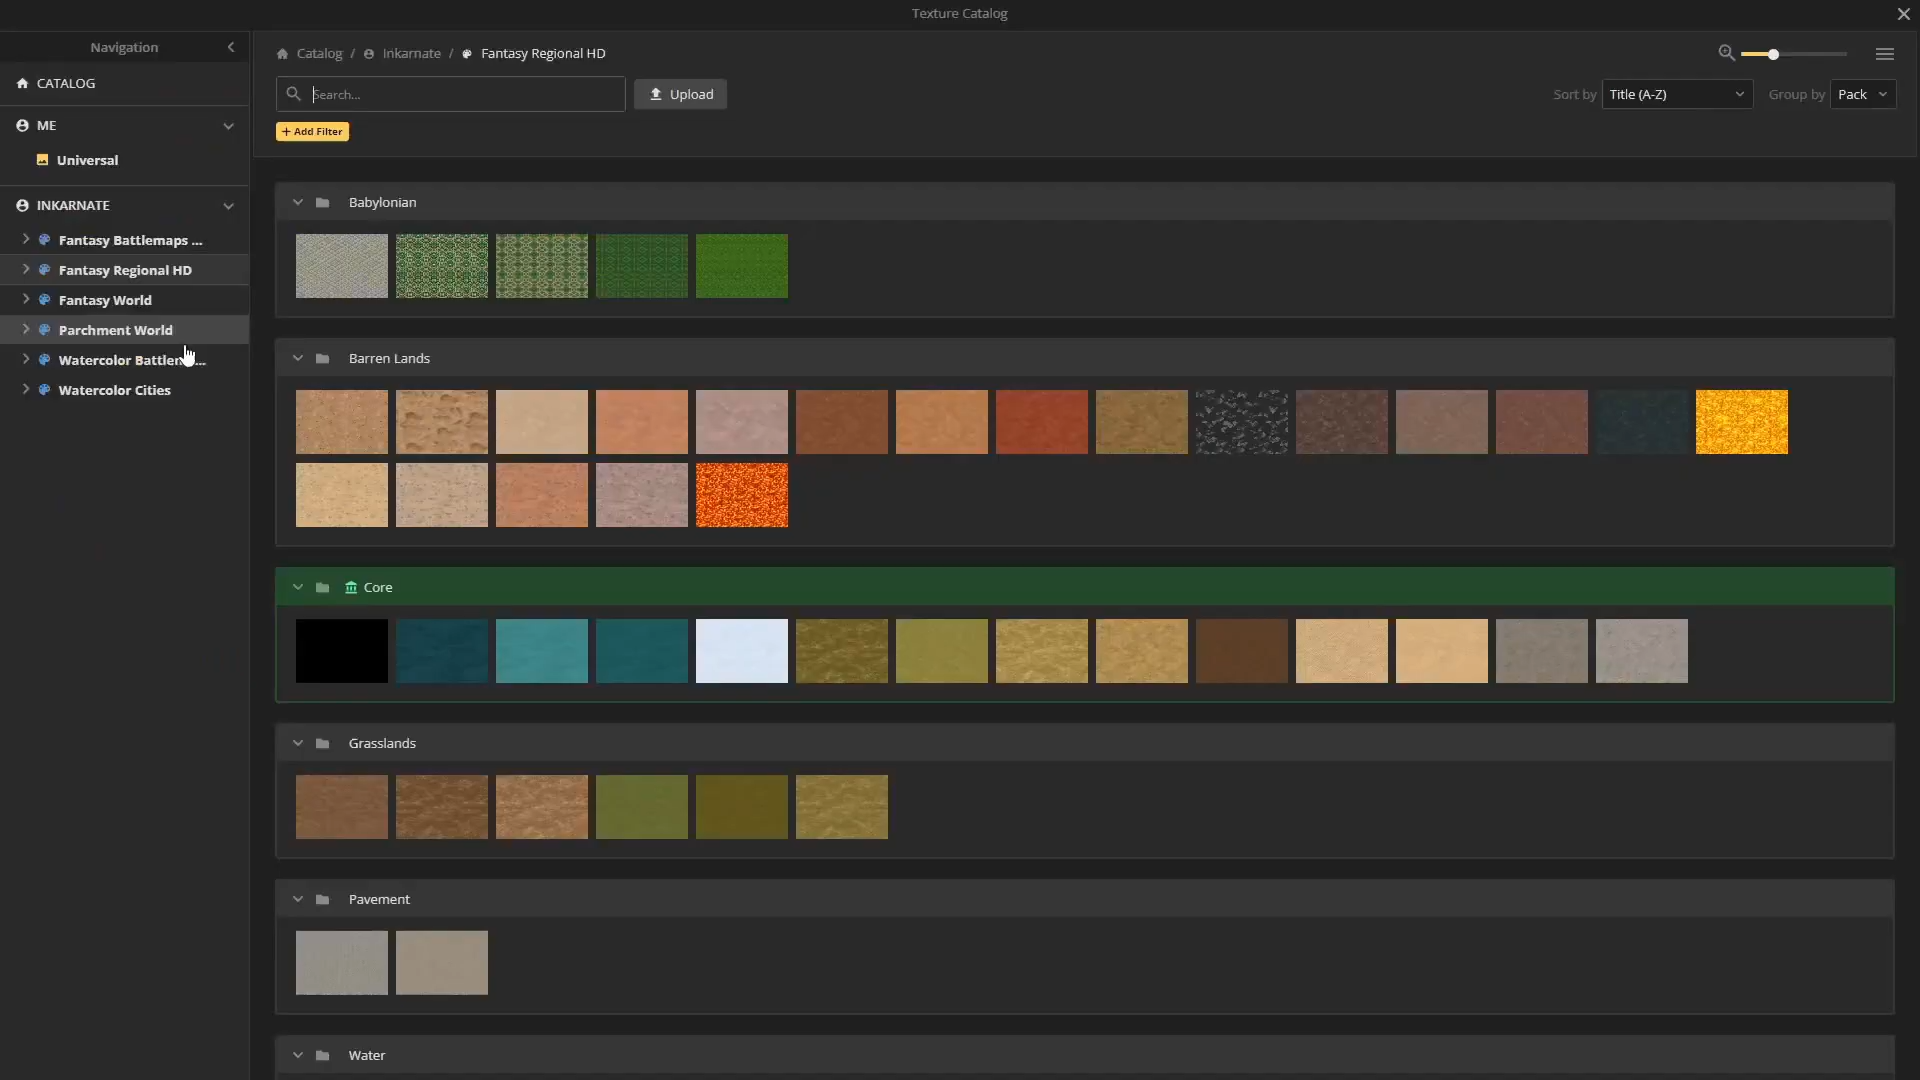 Texture Catalog
Navigation
CATALOG
ME
Universal
INKARNATE
Fantasy Battlemaps ...
Fantasy Regional HD
Fantasy World
Parchment World
Watercolor Battlem...
Watercolor Cities
Catalog / Inkarnate / Fantasy Regional HD
Search...
Upload
Sort by Title (A-Z) Group by Pack
+ Add Filter
Babylonian
Barren Lands
Core
Grasslands
Pavement
Water